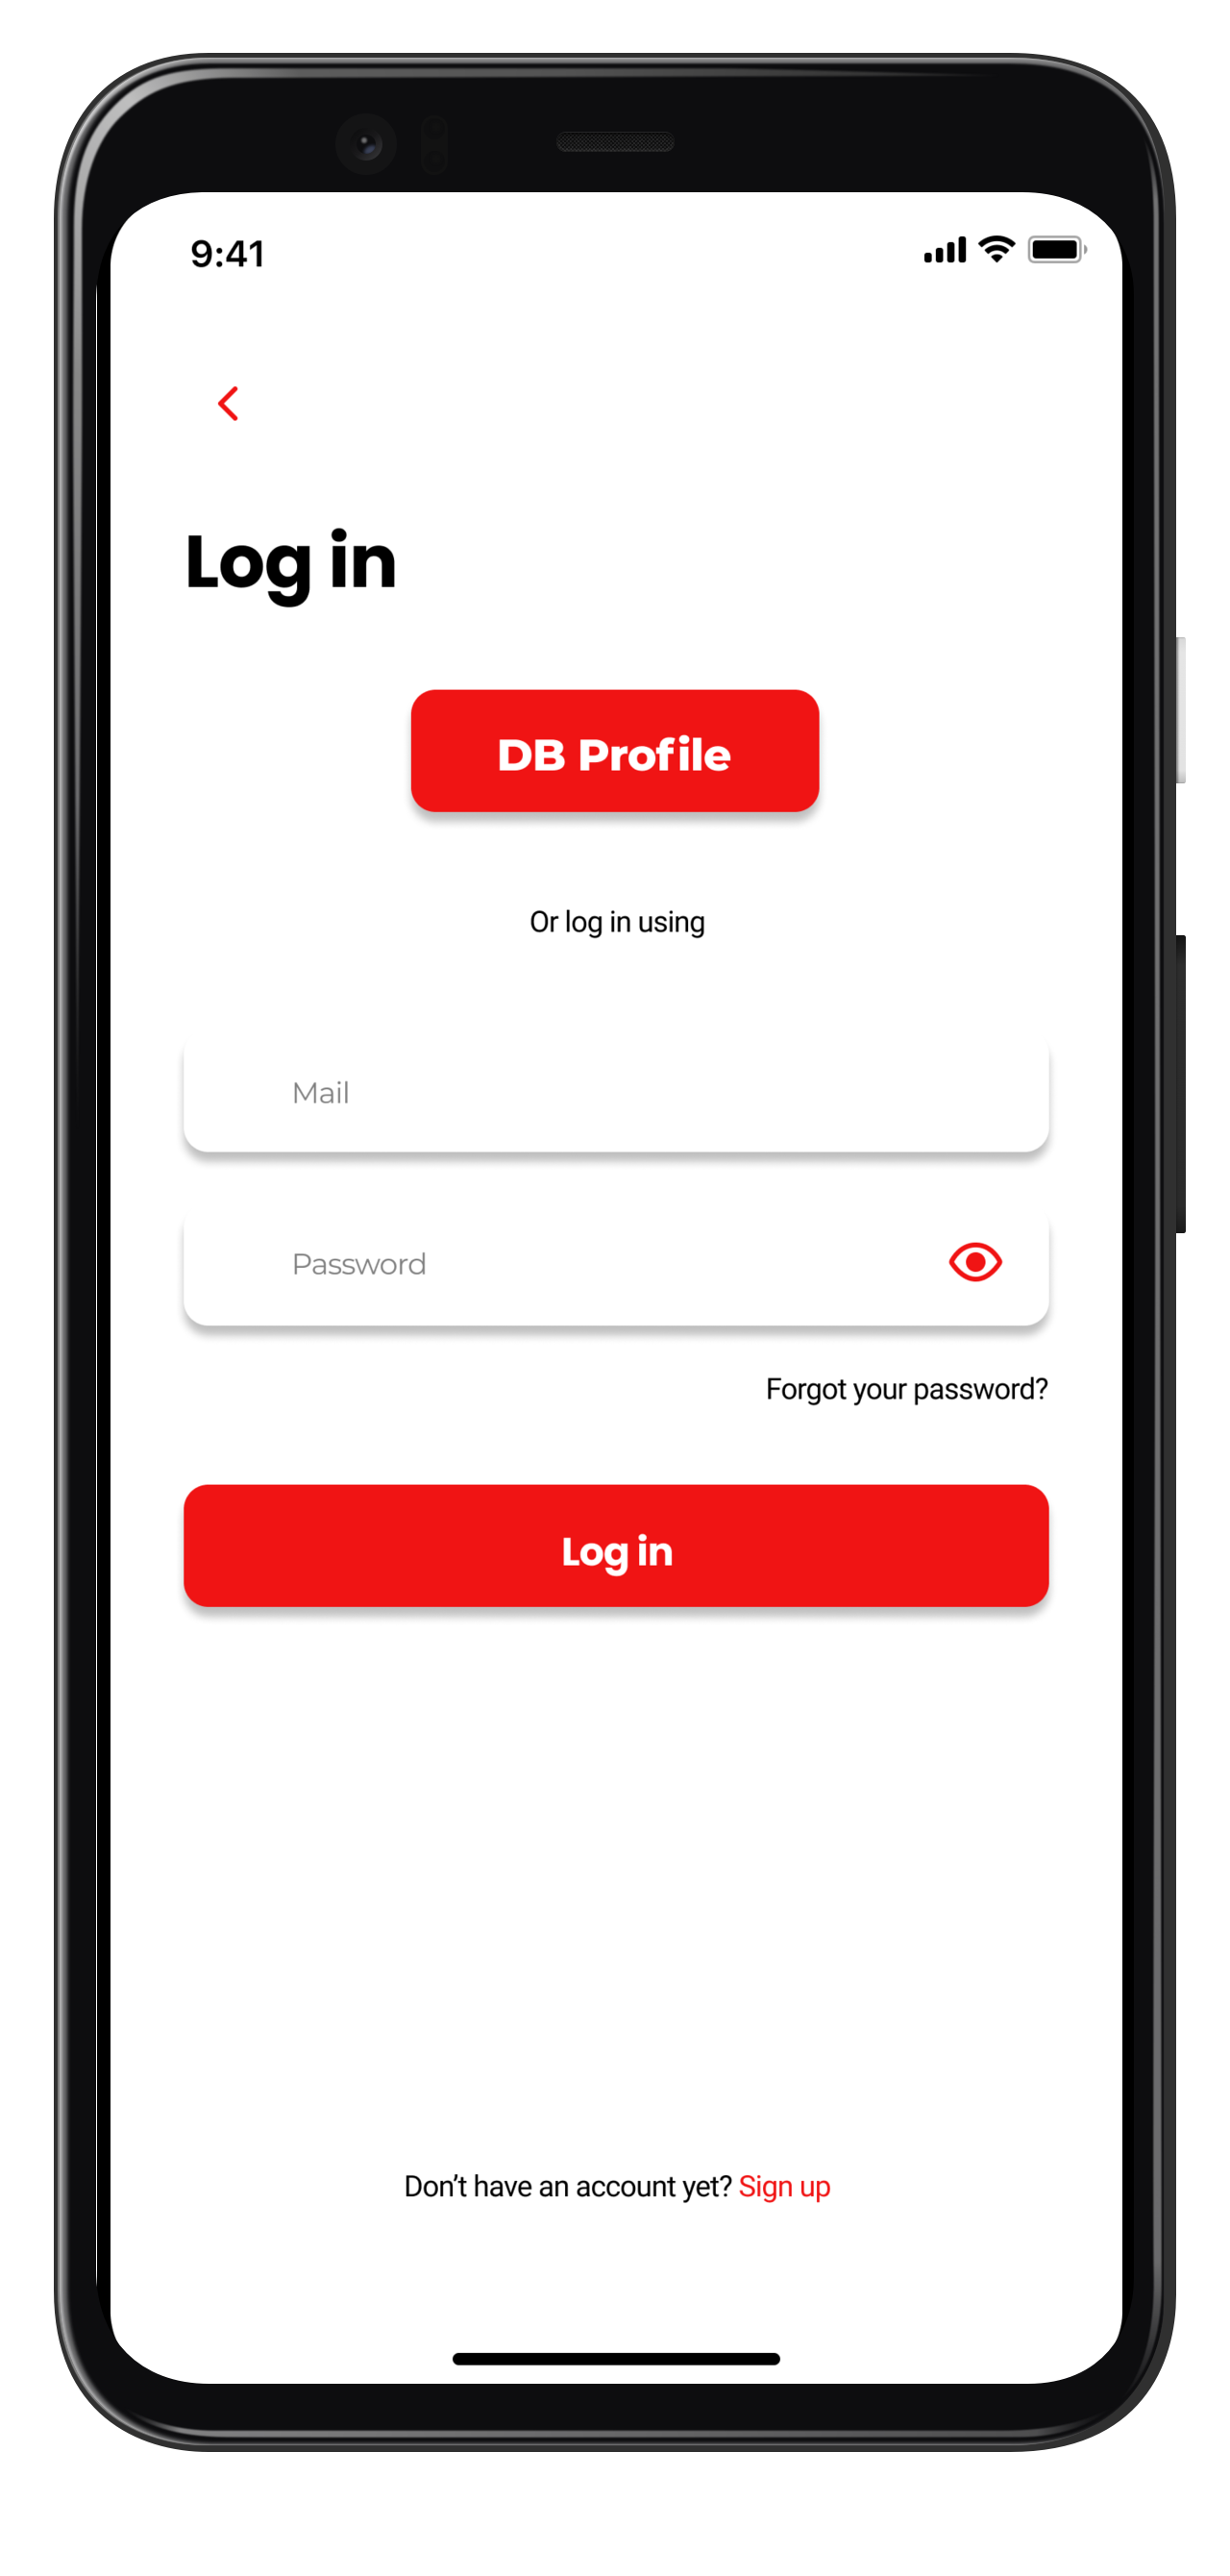 9:41
Log in
DB Profile
Or log in using
Mail
Password
Forgot your password?
Log in
Don't have an account yet? Sign up